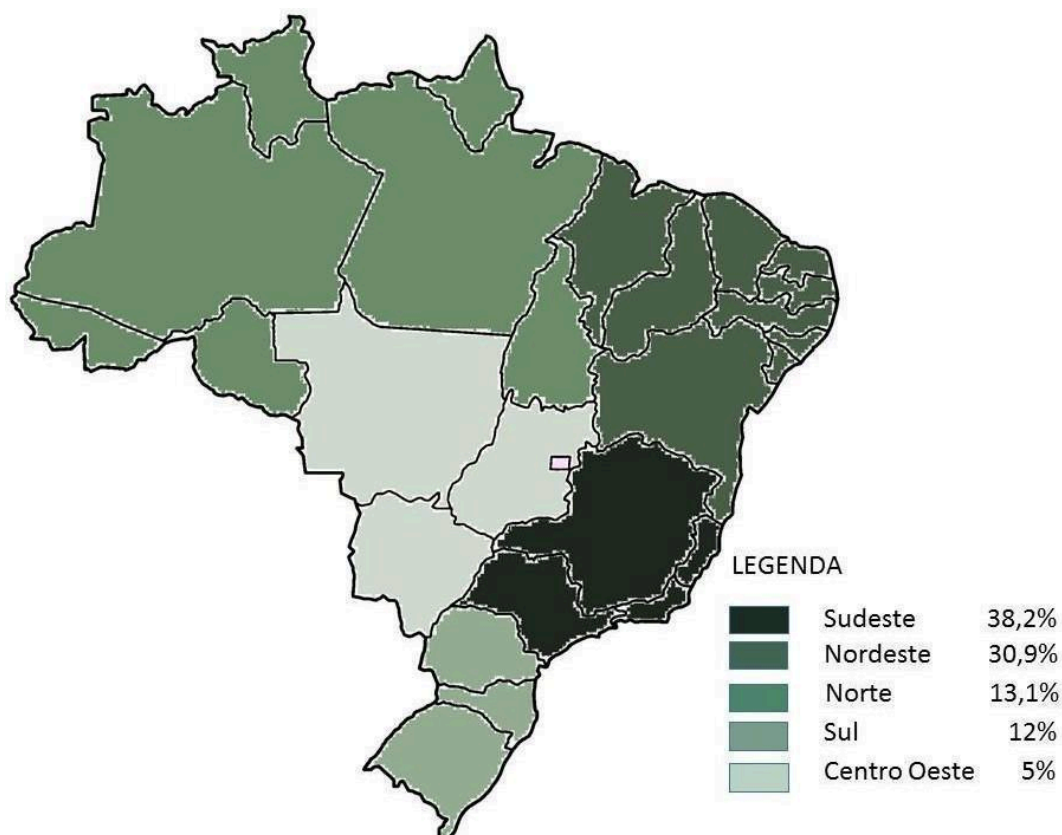 LEGENDA
Sudeste 38,2%
Nordeste 30,9%
Norte 13,1%
Sul 12%
Centro Oeste 5%